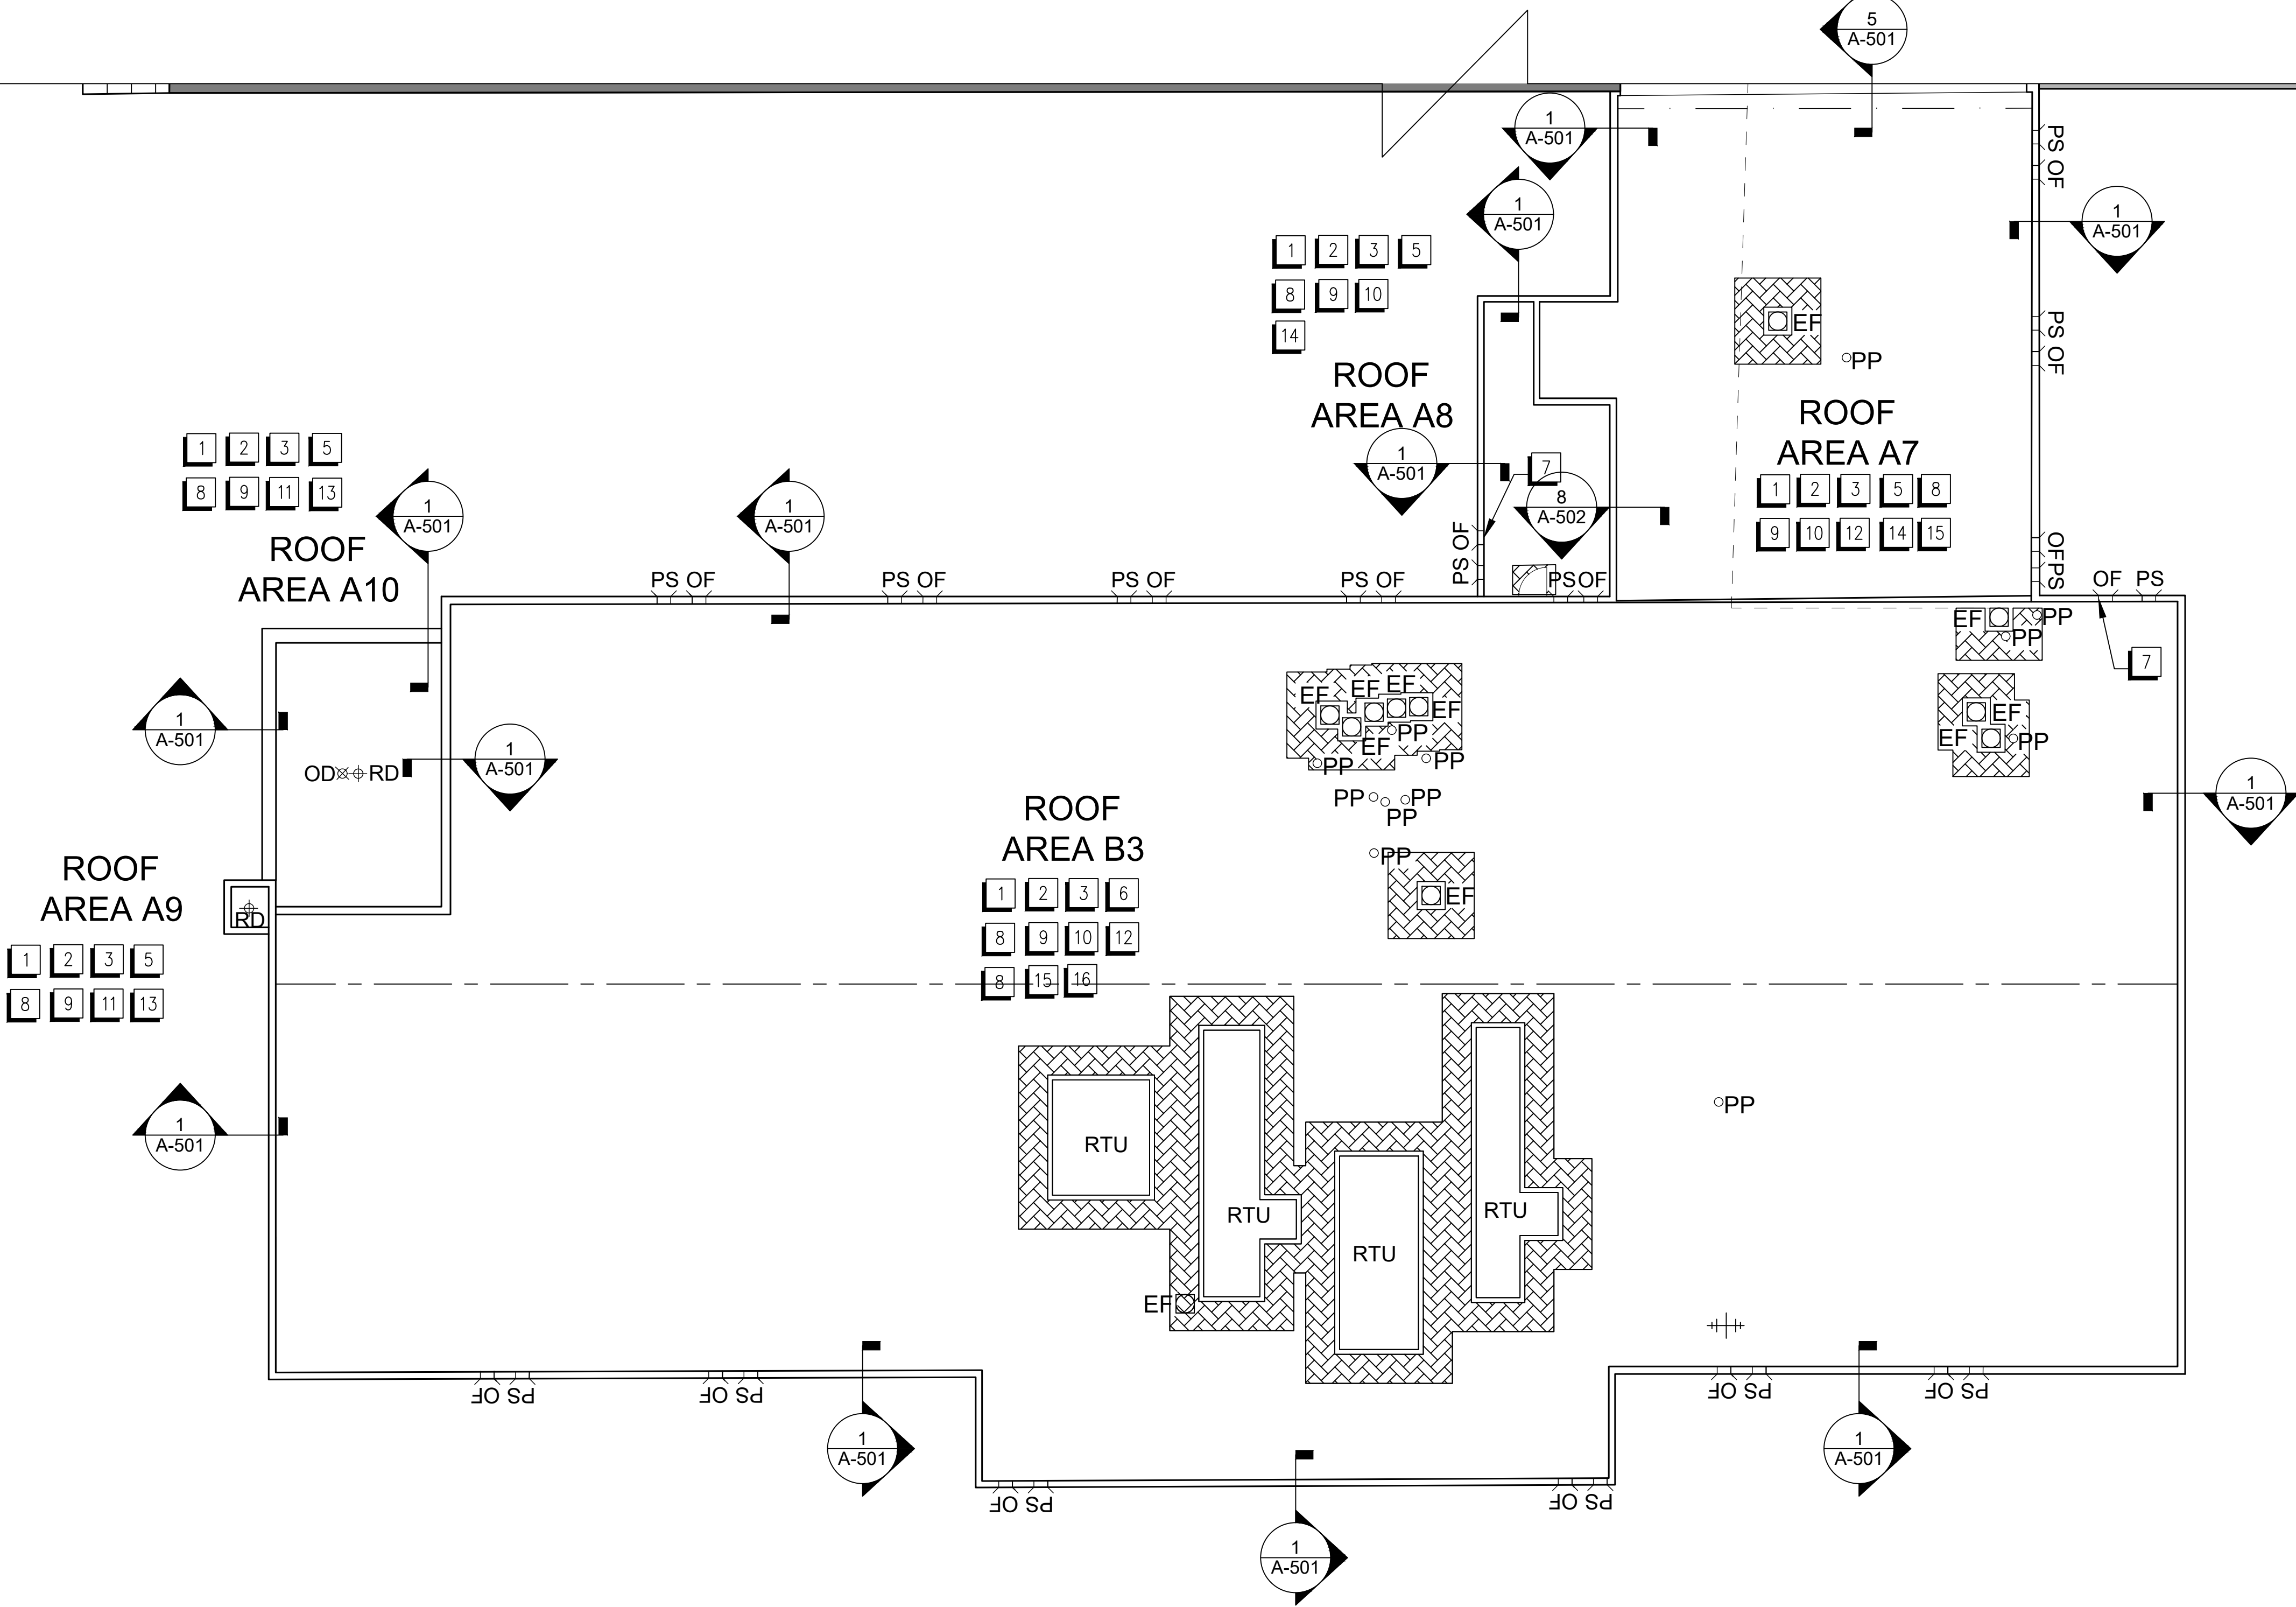 5
A-501
1
A-501
PS OF
1
A-501
1
A-501
1 2 3 5
8 9 10
14
ROOF
AREA A8
EF
PP
PS OF
ROOF
AREA A7
1 2 3 5 8
9 10 12 14 15
1
A-501
7
8
A-502
PS OF
PS OF
OFPS
OF PS
7
1 2 3 5
8 9 11 13
ROOF
AREA A10
1
A-501
1
A-501
PS OF
PS OF
PS OF
PS OF
EF
PP
PP
EF
EF
PP
1
A-501
1
A-501
OD RD
1
A-501
EF
EF
EF
EF
EF
PP
PP
PP
PP
PP
PP
PP
EF
ROOF
AREA B3
1 2 3 6
8 9 10 12
8 15 16
ROOF
AREA A9
RD
1 2 3 5
8 9 11 13
1
A-501
RTU
RTU
RTU
RTU
PP
EF
OF PS
OF PS
OF PS
OF PS
1
A-501
1
A-501
OF PS
OF PS
1
A-501